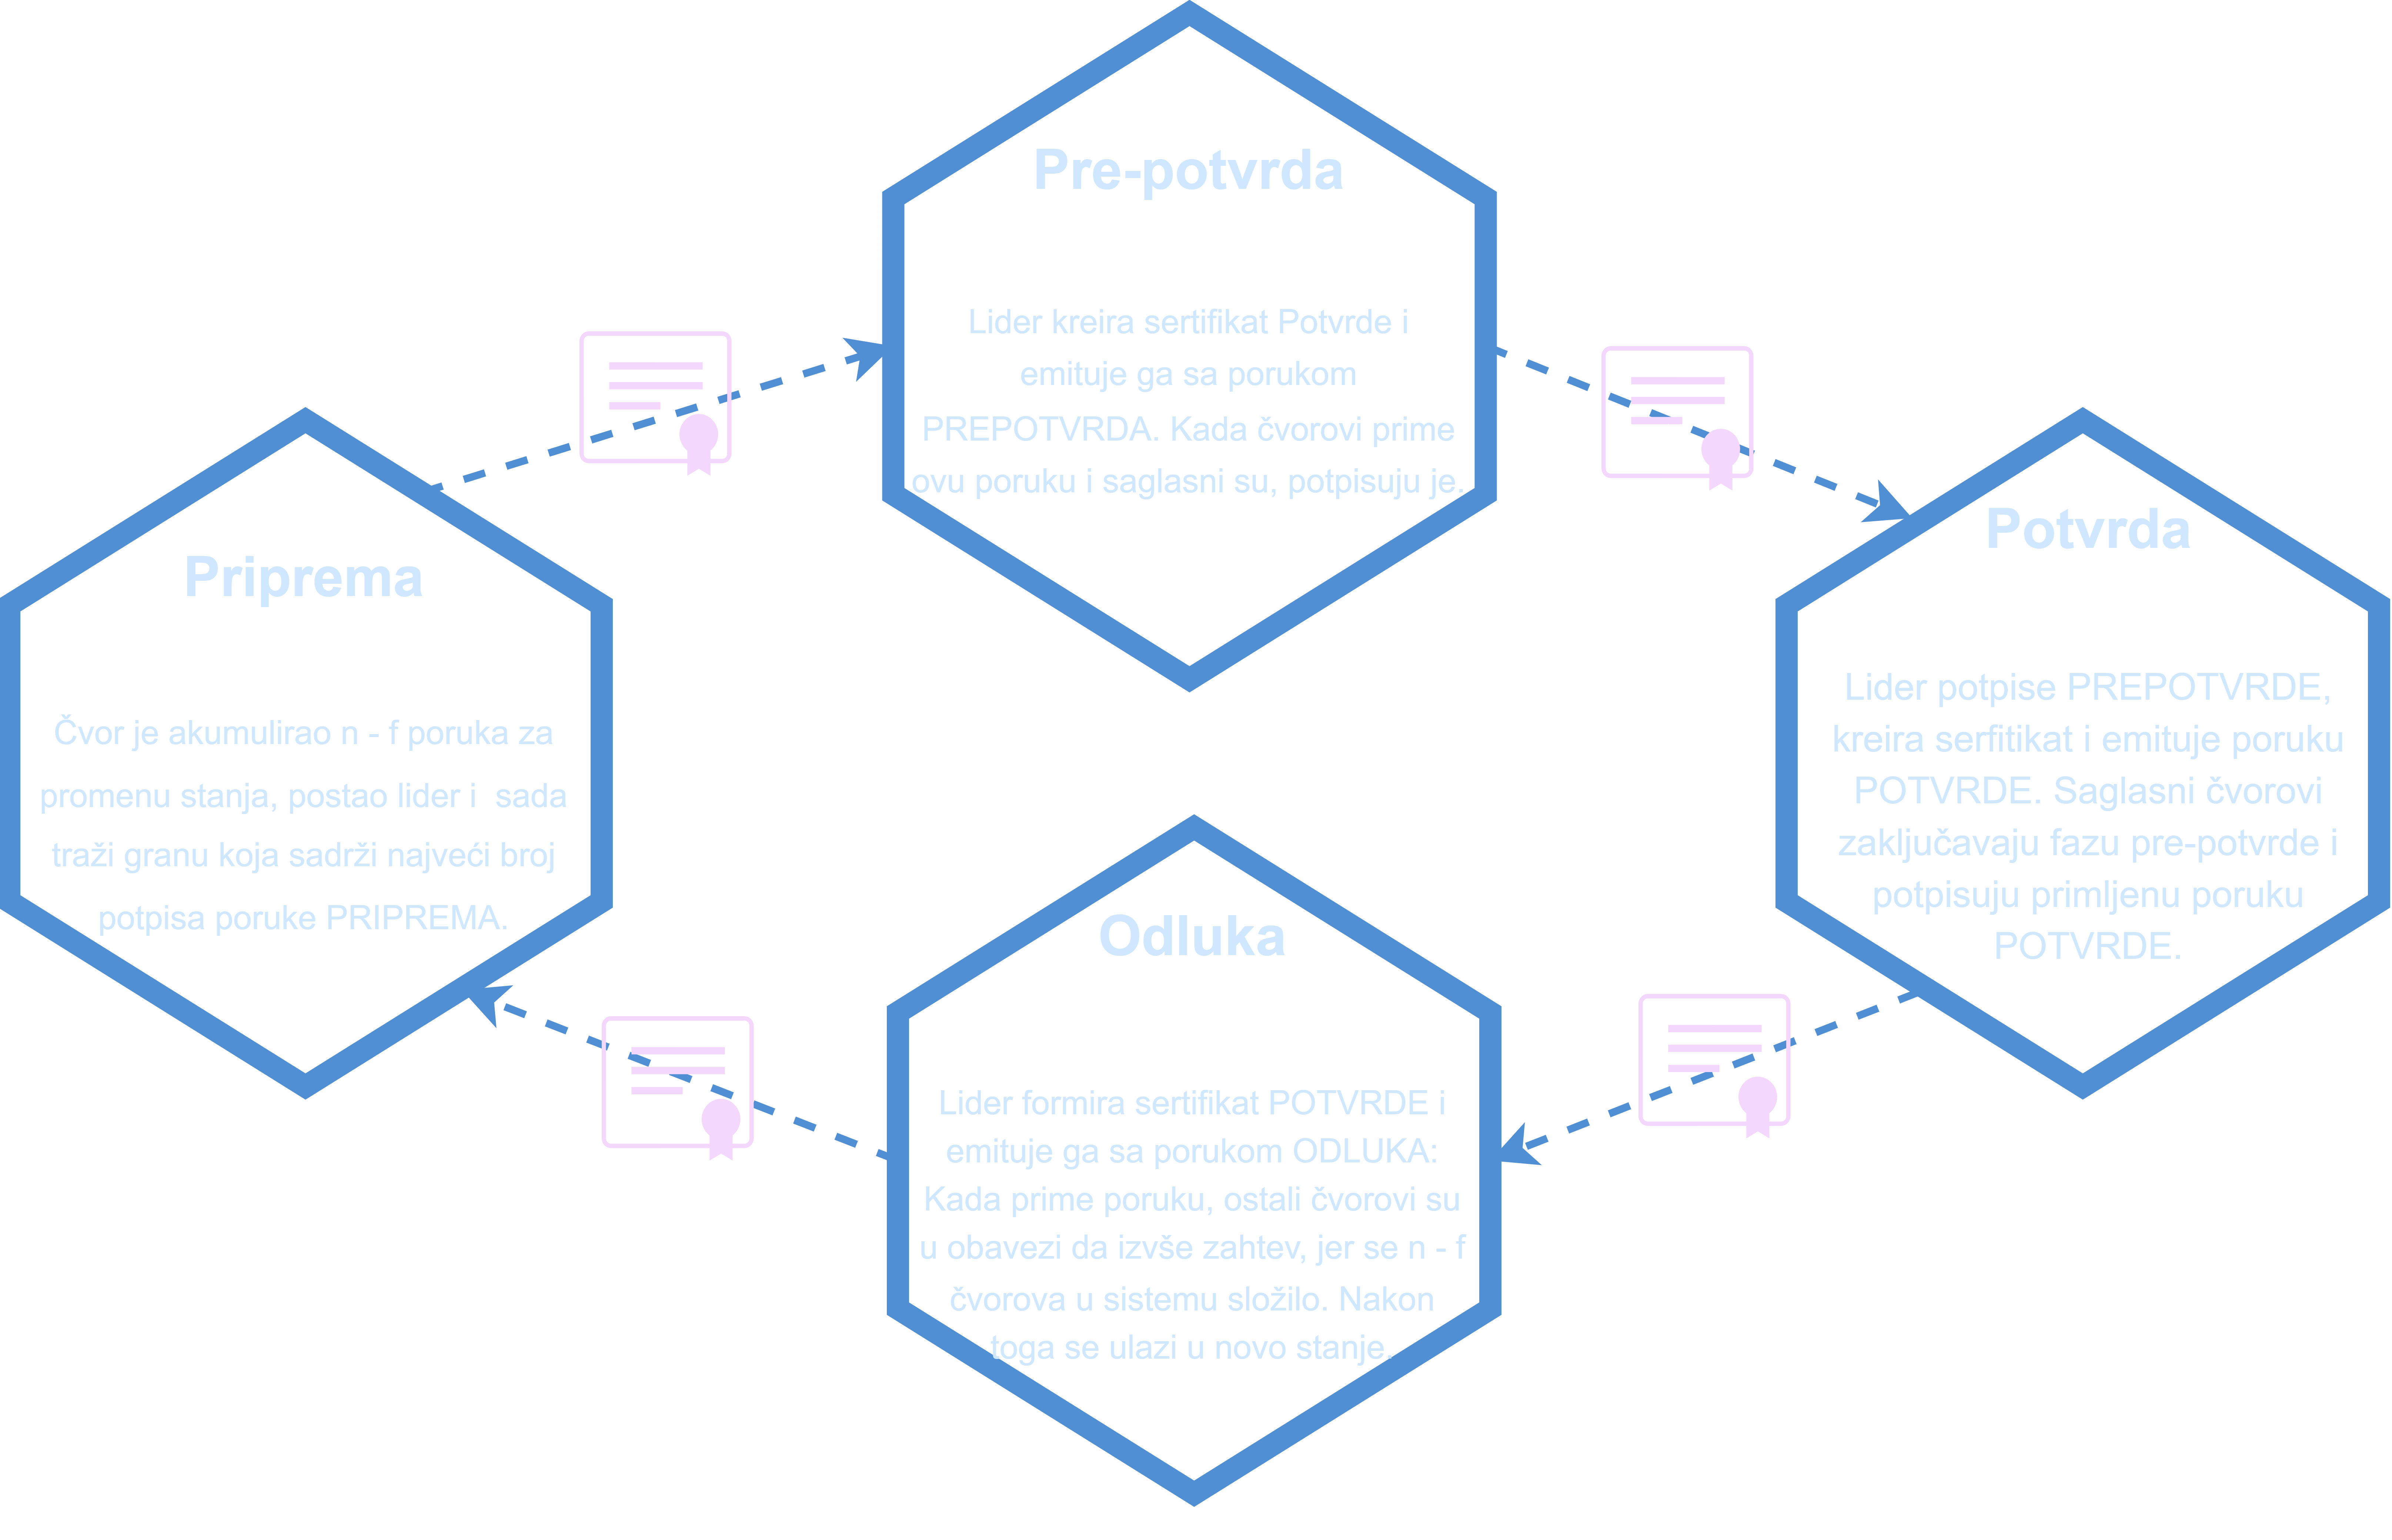 Pre-potvrda
Lider kreira sertifikat Potvrde i
emituje ga sa porukom
PREPOTVRDA. Kada čvorovi prime
ovu poruku i saglasni su, potpisuju je.
Priprema
Čvor je akumulirao n - f poruka za
promenu stanja, postao lider i sada
traži granu koja sadrži najveći broj
potpisa poruke PRIPREMA.
Potvrda
Lider potpise PREPOTVRDE,
kreira serfitikat i emituje poruku
POTVRDE. Saglasni čvorovi
zaključavaju fazu pre-potvrde i
potpisuju primljenu poruku
POTVRDE.
Odluka
Lider formira sertifikat POTVRDE i
emituje ga sa porukom ODLUKA:
Kada prime poruku, ostali čvorovi su
u obavezi da izvše zahtev, jer se n - f
čvorova u sistemu složilo. Nakon
toga se ulazi u novo stanje.